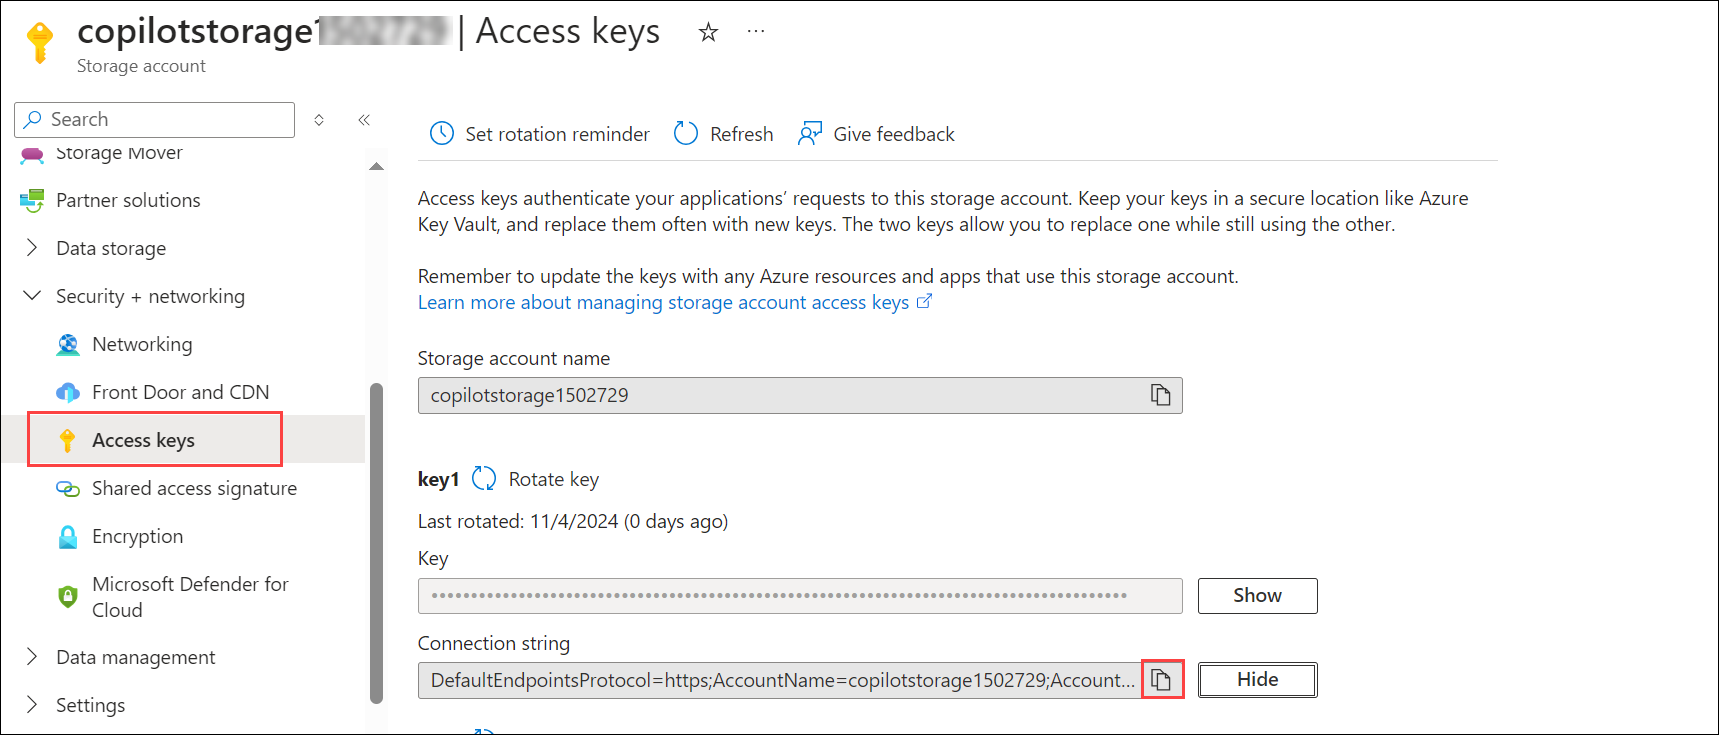 copilotstorage1502729 | Access keys ☆ ···
Storage account
Search
Storage Mover
Partner solutions
Data storage
Security + networking
Networking
Front Door and CDN
Access keys
Shared access signature
Encryption
Microsoft Defender for
Cloud
Data management
Settings
Set rotation reminder
Refresh
Give feedback
Access keys authenticate your applications’ requests to this storage account. Keep your keys in a secure location like Azure
Key Vault, and replace them often with new keys. The two keys allow you to replace one while still using the other.
Remember to update the keys with any Azure resources and apps that use this storage account.
Learn more about managing storage account access keys
Storage account name
copilotstorage1502729
key1
Rotate key
Last rotated: 11/4/2024 (0 days ago)
Key
Show
Connection string
DefaultEndpointsProtocol=https;AccountName=copilotstorage1502729;Account...
Hide